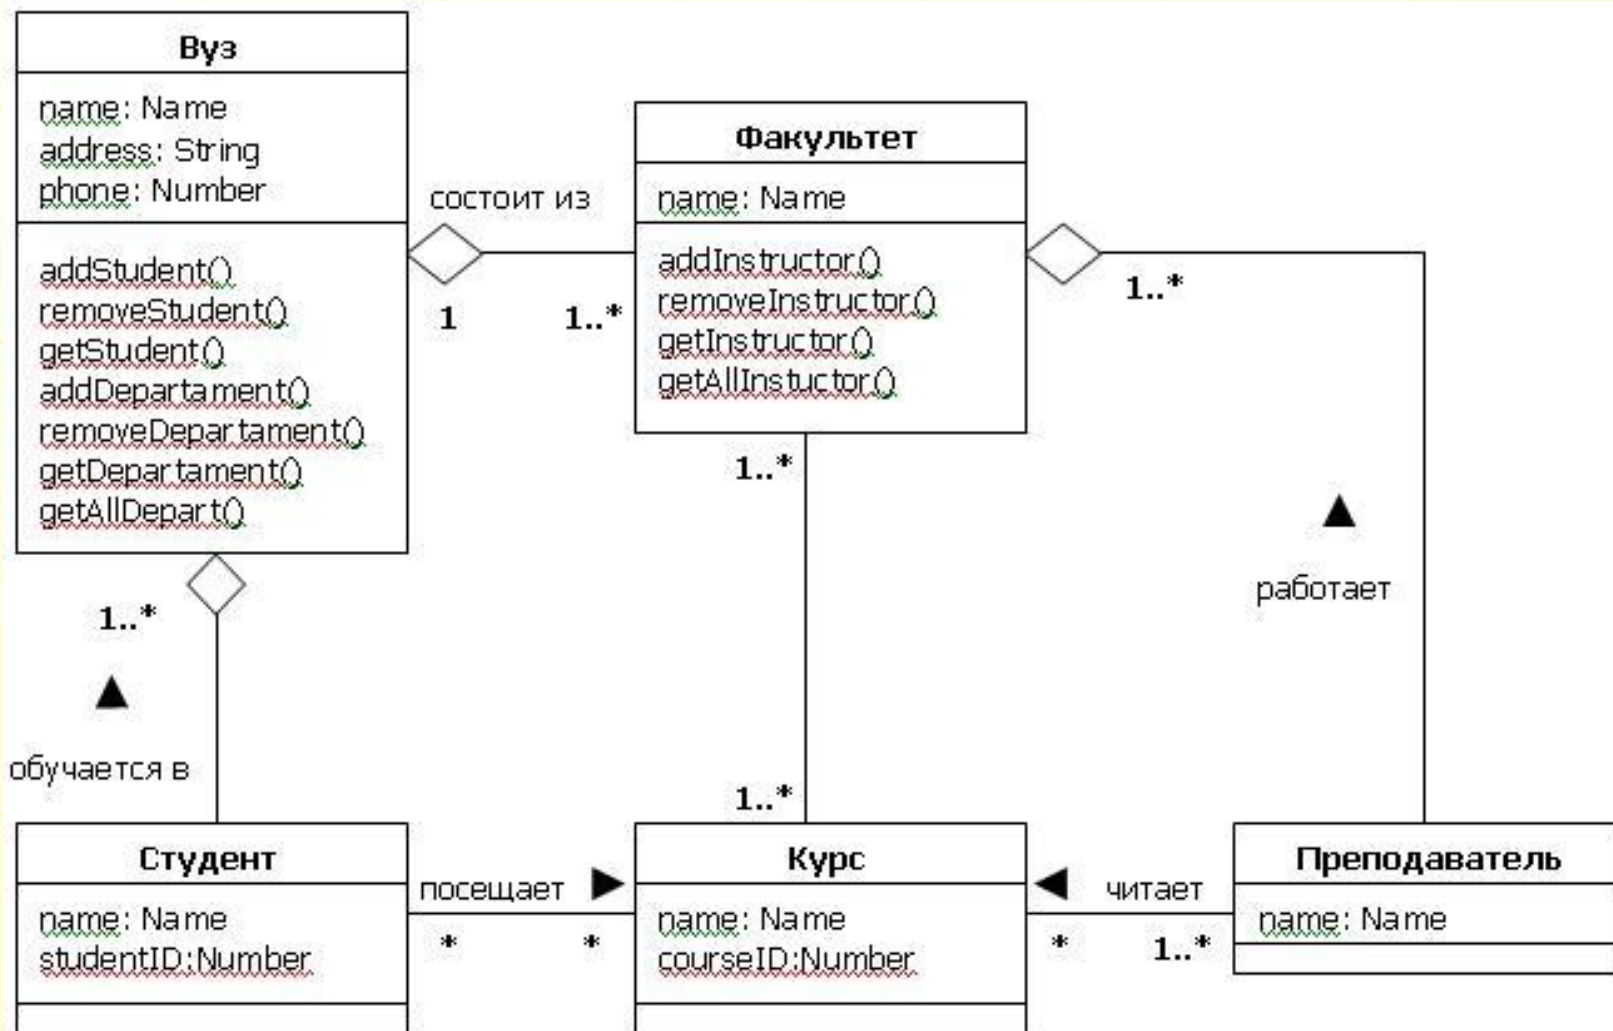 Вуз
name: Name
address: String
phone: Number
addStudent()
removeStudent()
getStudent()
addDepartament()
removeDepartament()
getDepartament()
getAllDepart()
состоит из
1
1..*
Факультет
name: Name
addInstructor()
removeInstructor()
getInstructor()
getAllInstuctor()
1..*
1..*
работает
1..*
обучается в
1..*
Студент
name: Name
studentID:Number
посещает
*
*
Курс
name: Name
courseID:Number
читает
*
1..*
Преподаватель
name: Name